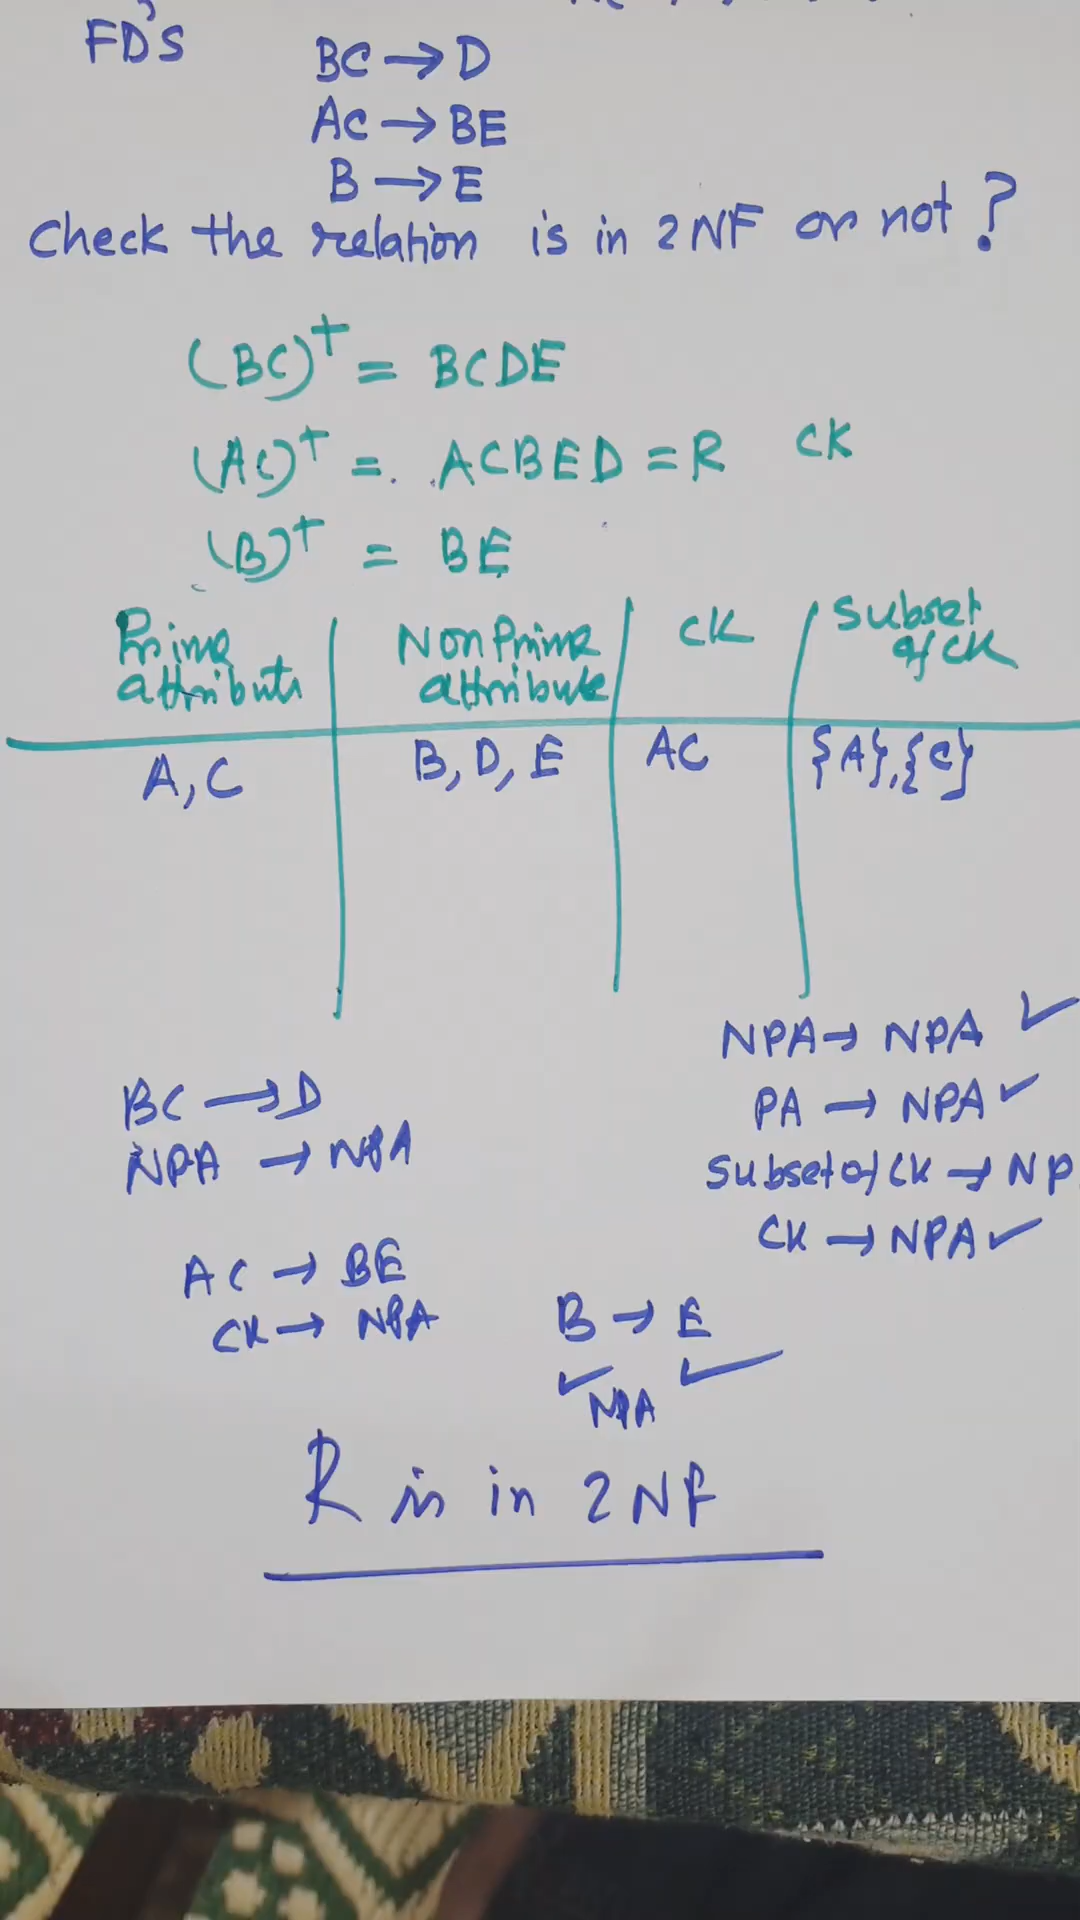 FD'S
BC → D
AC → BE
B → E
Check the relation is in 2NF or not?
(BC)⁺ = BCDE
(AC)⁺ = ACBED = R CK
(B)⁺ = BE
Prime attribute
Non Prime attribute
CK
Subset of CK
A, C
B, D, E
AC
{A},{C}
NPA → NPA ✓
PA → NPA ✓
Subset of CK → NP
CK → NPA ✓
BC → D
NPA → NPA
AC → BE
CK → NPA
B → E
✓ ✓
NPA
R is in 2NF